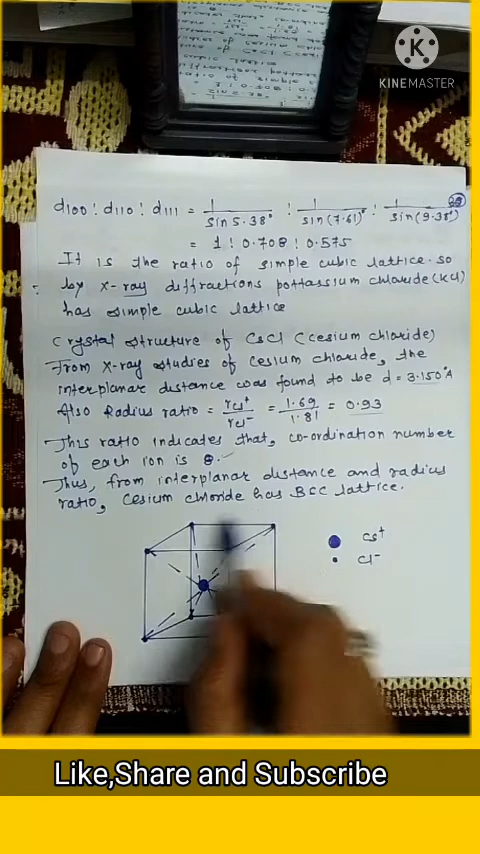 KINEMASTER
d100 : d110 : d111 = 1/sin 5.38° : 1/sin(7.61)° : 1/sin(9.38°)
= 1 : 0.708 : 0.575
It is the ratio of simple cubic lattice. so
by x-ray diffractions pottassium chloride (KCl)
has simple cubic lattice
Crystal structure of CsCl (cesium chloride)
From x-ray studies of cesium chloride, the
interplanar distance was found to be d = 3.150°A
Also Radius ratio = rcs+/rcl- = 1.69/1.81 = 0.93
This ratio indicates that, co-ordination number
of each ion is 8.
Thus, from interplanar distance and radius
ratio, cesium chloride has BCC lattice.
Cs+
Cl-
Like,Share and Subscribe